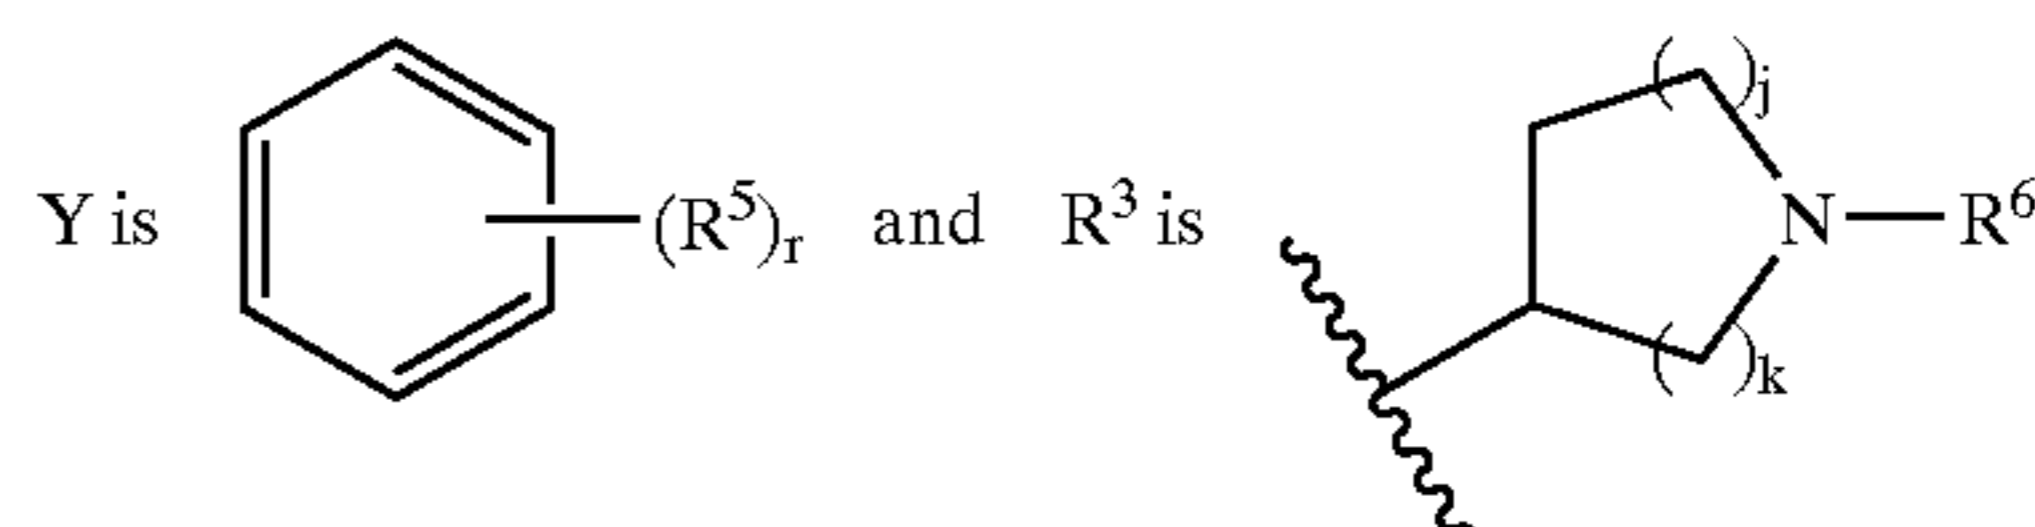 Y is (R⁵)ᵣ and R³ is ( )ⱼ N—R⁶ ( )ₖ